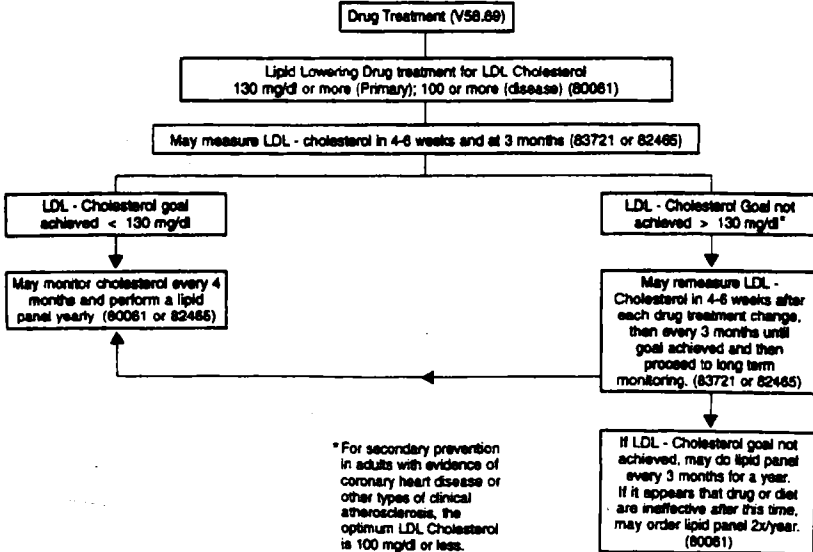 Drug Treatment (V58.69)
Lipid Lowering Drug treatment for LDL Cholesterol
130 mg/dl or more (Primary); 100 or more (disease) (80061)
May measure LDL - cholesterol in 4-6 weeks and at 3 months (83721 or 82465)
LDL - Cholesterol goal
achieved < 130 mg/dl
LDL - Cholesterol Goal not
achieved > 130 mg/dl*
May monitor cholesterol every 4
months and perform a lipid
panel yearly (80061 or 82465)
May remeasure LDL -
Cholesterol in 4-6 weeks after
each drug treatment change,
then every 3 months until
goal achieved and then
proceed to long term
monitoring. (83721 or 82465)
* For secondary prevention
in adults with evidence of
coronary heart disease or
other types of clinical
atherosclerosis, the
optimum LDL Cholesterol
is 100 mg/dl or less.
If LDL - Cholesterol goal not
achieved, may do lipid panel
every 3 months for a year.
If it appears that drug or diet
are ineffective after this time,
may order lipid panel 2x/year.
(80061)